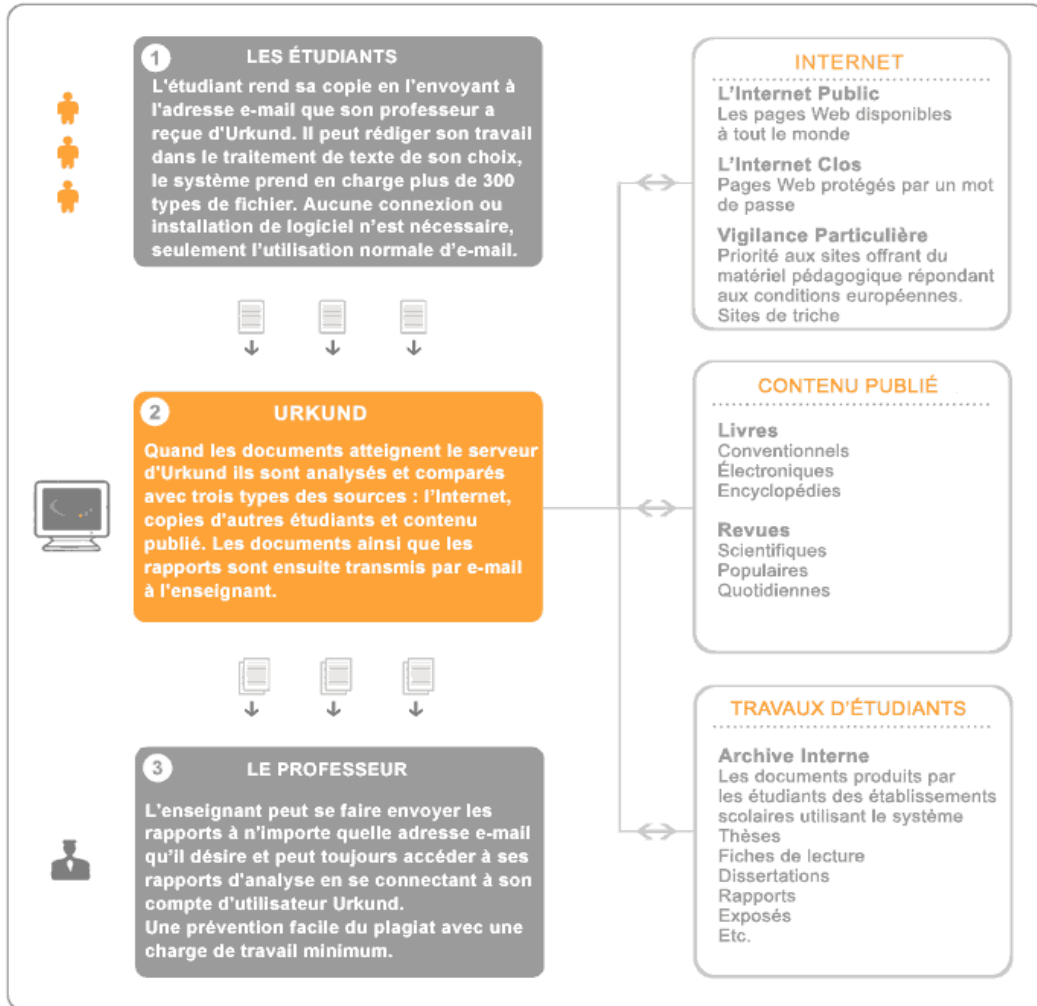 1
LES ÉTUDIANTS
L'étudiant rend sa copie en l'envoyant à
l'adresse e-mail que son professeur a
reçue d'Urkund. Il peut rédiger son travail
dans le traitement de texte de son choix,
le système prend en charge plus de 300
types de fichier. Aucune connexion ou
installation de logiciel n'est nécessaire,
seulement l'utilisation normale d'e-mail.
2
URKUND
Quand les documents atteignent le serveur
d'Urkund ils sont analysés et comparés
avec trois types des sources : l'Internet,
copies d'autres étudiants et contenu
publié. Les documents ainsi que les
rapports sont ensuite transmis par e-mail
à l'enseignant.
3
LE PROFESSEUR
L'enseignant peut se faire envoyer les
rapports à n'importe quelle adresse e-mail
qu'il désire et peut toujours accéder à ses
rapports d'analyse en se connectant à son
compte d'utilisateur Urkund.
Une prévention facile du plagiat avec une
charge de travail minimum.
INTERNET
L'Internet Public
Les pages Web disponibles
à tout le monde
L'Internet Clos
Pages Web protégés par un mot
de passe
Vigilance Particulière
Priorité aux sites offrant du
matériel pédagogique répondant
aux conditions européennes.
Sites de triche
CONTENU PUBLIÉ
Livres
Conventionnels
Électroniques
Encyclopédies
Revues
Scientifiques
Populaires
Quotidiennes
TRAVAUX D'ÉTUDIANTS
Archive Interne
Les documents produits par
les étudiants des établissements
scolaires utilisant le système
Thèses
Fiches de lecture
Dissertations
Rapports
Exposés
Etc.